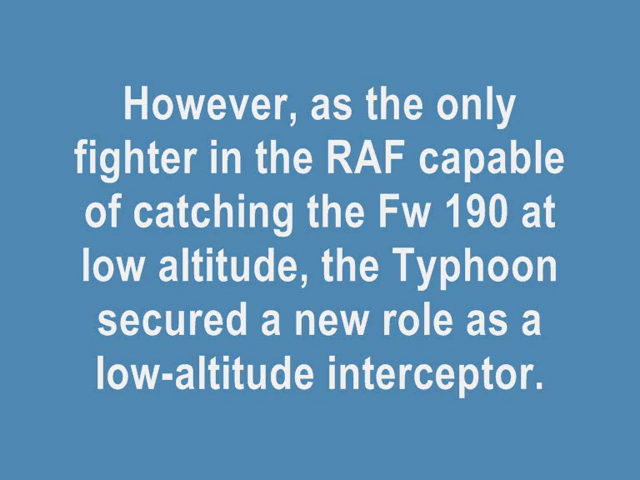 However, as the only
fighter in the RAF capable
of catching the Fw 190 at
low altitude, the Typhoon
secured a new role as a
low-altitude interceptor.